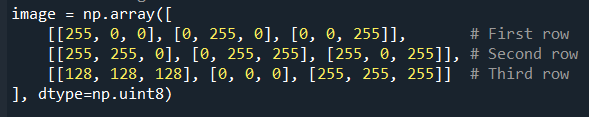 image = np.array([
    [[255, 0, 0], [0, 255, 0], [0, 0, 255]],        # First row
    [[255, 255, 0], [0, 255, 255], [255, 0, 255]], # Second row
    [[128, 128, 128], [0, 0, 0], [255, 255, 255]]  # Third row
], dtype=np.uint8)